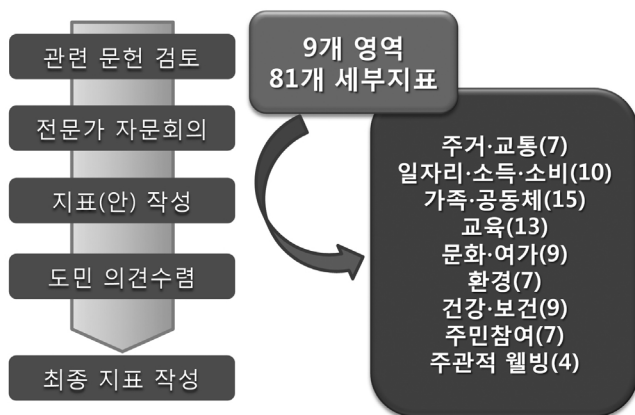 관련 문헌 검토
전문가 자문회의
지표(안) 작성
도민 의견수렴
최종 지표 작성
9개 영역
81개 세부지표
주거·교통(7)
일자리·소득·소비(10)
가족·공동체(15)
교육(13)
문화·여가(9)
환경(7)
건강·보건(9)
주민참여(7)
주관적 웰빙(4)